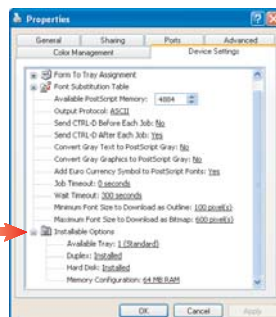 Properties
General Sharing Ports Advanced
Color Management Device Settings
Form To Tray Assignment
Font Substitution Table
Available PostScript Memory: 4884
Output Protocol: ASCII
Send CTRL-D Before Each Job: No
Send CTRL-D After Each Job: Yes
Convert Gray Text to PostScript Gray: No
Convert Gray Graphics to PostScript Gray: No
Add Euro Currency Symbol to PostScript Fonts: Yes
Job Timeout: 0 seconds
Wait Timeout: 300 seconds
Minimum Font Size to Download as Outline: 100 pixel(s)
Maximum Font Size to Download as Bitmap: 600 pixel(s)
Installable Options
Available Tray: 1 (Standard)
Duplex: Installed
Hard Disk: Installed
Memory Configuration: 64 MB RAM
OK Cancel Apply